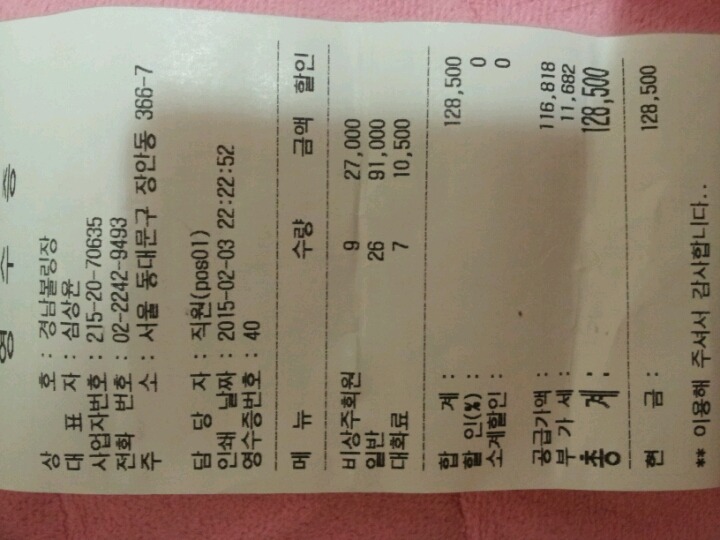 영 수 증
상 호 : 경남볼링장
대 표 자 : 심상윤
사업자번호 : 215-20-70635
전화 번호 : 02-2242-9493
주 소 : 서울 동대문구 장안동 366-7
담 당 자 : 직원(pos01)
인쇄 날짜 : 2015-02-03 22:22:52
영수증번호 : 40
메 뉴 수량 금액 할인
비상주회원 9 27,000
일반 26 91,000
대화료 7 10,500
합 계 : 128,500
할 인(%) : 0
소계할인 : 0
공급가액 : 116,818
부 가 세 : 11,682
총 계 : 128,500
현 금 : 128,500
** 이용해 주셔서 감사합니다..